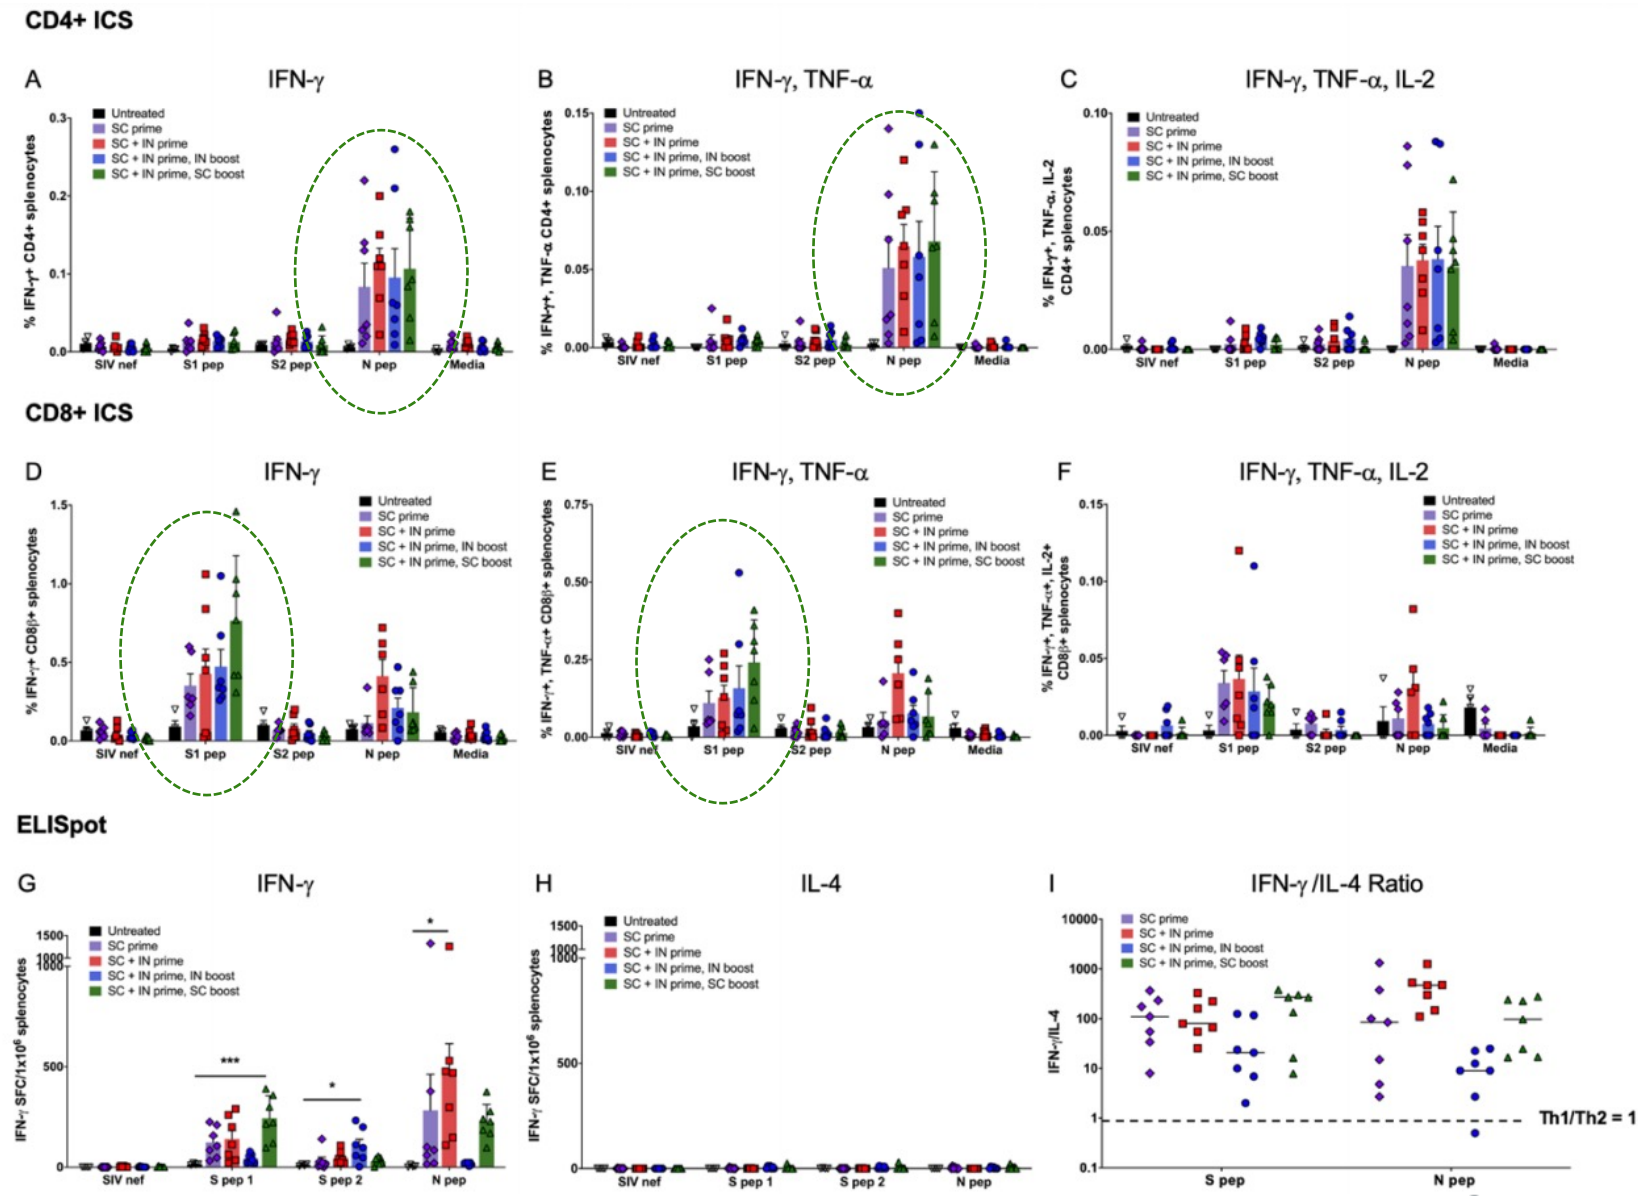 CD4+ ICS
A
IFN-γ
% IFN-γ+ CD4+ splenocytes
0.3
0.2
0.1
0.0
Untreated
SC prime
SC + IN prime
SC + IN prime, IN boost
SC + IN prime, SC boost
SIV nef
S1 pep
S2 pep
N pep
Media
B
IFN-γ, TNF-α
% IFN-γ+, TNF-α CD4+ splenocytes
0.15
0.10
0.05
0.00
Untreated
SC prime
SC + IN prime
SC + IN prime, IN boost
SC + IN prime, SC boost
SIV nef
S1 pep
S2 pep
N pep
Media
C
IFN-γ, TNF-α, IL-2
% IFN-γ+, TNF-α, IL-2
CD4+ splenocytes
0.10
0.05
0.00
Untreated
SC prime
SC + IN prime
SC + IN prime, IN boost
SC + IN prime, SC boost
SIV nef
S1 pep
S2 pep
N pep
Media
CD8+ ICS
D
IFN-γ
% IFN-γ+ CD8β+ splenocytes
1.5
1.0
0.5
0.0
Untreated
SC prime
SC + IN prime
SC + IN prime, IN boost
SC + IN prime, SC boost
SIV nef
S1 pep
S2 pep
N pep
Media
E
IFN-γ, TNF-α
% IFN-γ+, TNF-α+ CD8β+ splenocytes
0.75
0.50
0.25
0.00
Untreated
SC prime
SC + IN prime
SC + IN prime, IN boost
SC + IN prime, SC boost
SIV nef
S1 pep
S2 pep
N pep
Media
F
IFN-γ, TNF-α, IL-2
% IFN-γ+, TNF-α+, IL-2+
CD8β+ splenocytes
0.15
0.10
0.05
0.00
Untreated
SC prime
SC + IN prime
SC + IN prime, IN boost
SC + IN prime, SC boost
SIV nef
S1 pep
S2 pep
N pep
Media
ELISpot
G
IFN-γ
IFN-γ SFC/1x10⁶ splenocytes
1500
1000
1000
500
0
Untreated
SC prime
SC + IN prime
SC + IN prime, IN boost
SC + IN prime, SC boost
***
*
*
SIV nef
S pep 1
S pep 2
N pep
H
IL-4
IFN-γ SFC/1x10⁶ splenocytes
1500
1000
1000
500
0
Untreated
SC prime
SC + IN prime
SC + IN prime, IN boost
SC + IN prime, SC boost
SIV nef
S pep 1
S pep 2
N pep
I
IFN-γ/IL-4 Ratio
IFN-γ/IL-4
10000
1000
100
10
1
0.1
SC prime
SC + IN prime
SC + IN prime, IN boost
SC + IN prime, SC boost
Th1/Th2 = 1
S pep
N pep